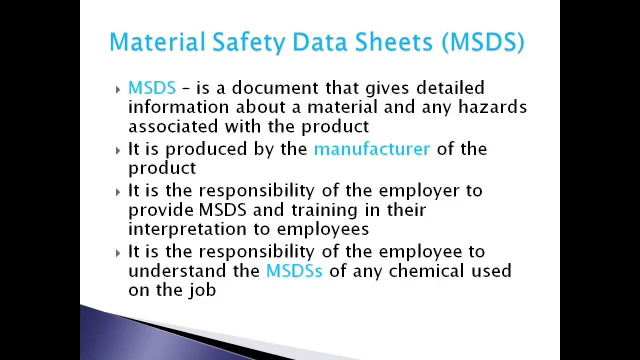 Material Safety Data Sheets (MSDS)
MSDS – is a document that gives detailed
information about a material and any hazards
associated with the product
It is produced by the manufacturer of the
product
It is the responsibility of the employer to
provide MSDS and training in their
interpretation to employees
It is the responsibility of the employee to
understand the MSDSs of any chemical used
on the job